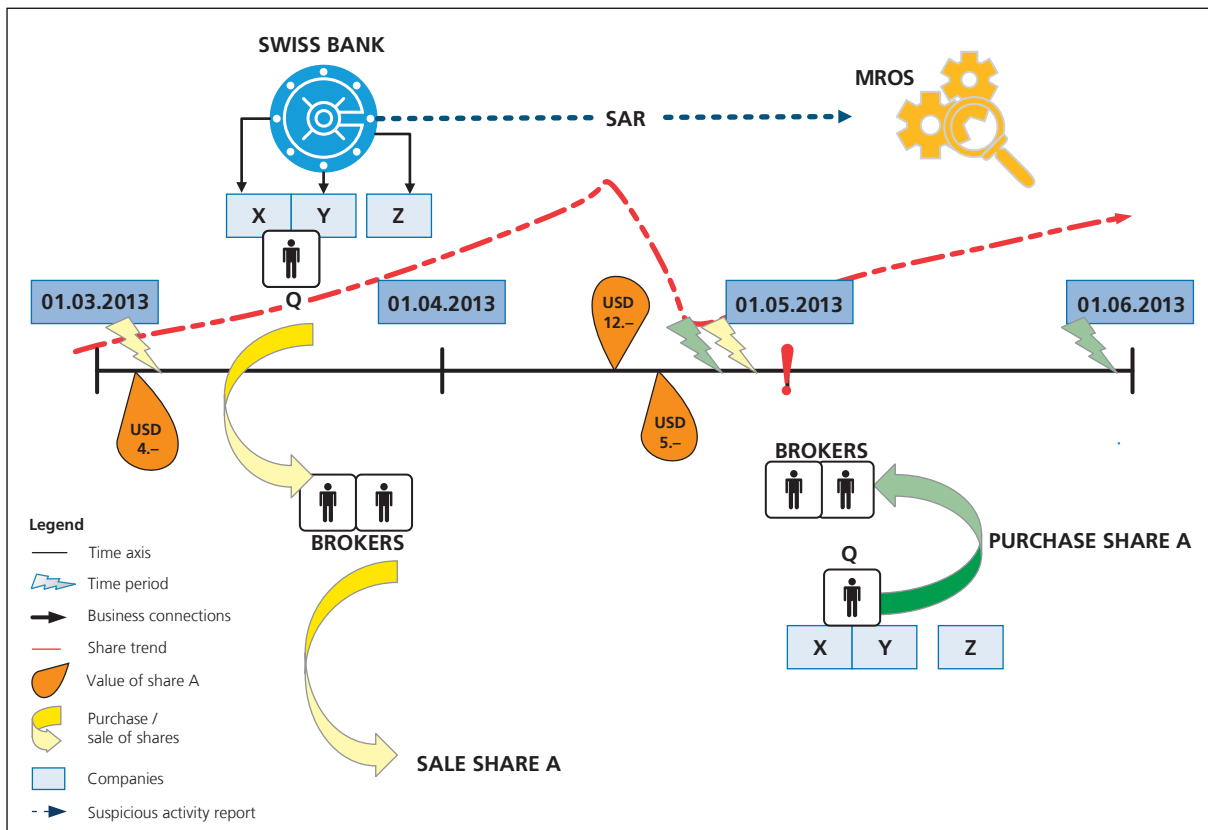 SWISS BANK
MROS
SAR
X
Y
Z
Q
01.03.2013
01.04.2013
01.05.2013
01.06.2013
USD
12.–
USD
4.–
USD
5.–
BROKERS
BROKERS
PURCHASE SHARE A
Q
X
Y
Z
SALE SHARE A
Legend
Time axis
Time period
Business connections
Share trend
Value of share A
Purchase /
sale of shares
Companies
Suspicious activity report